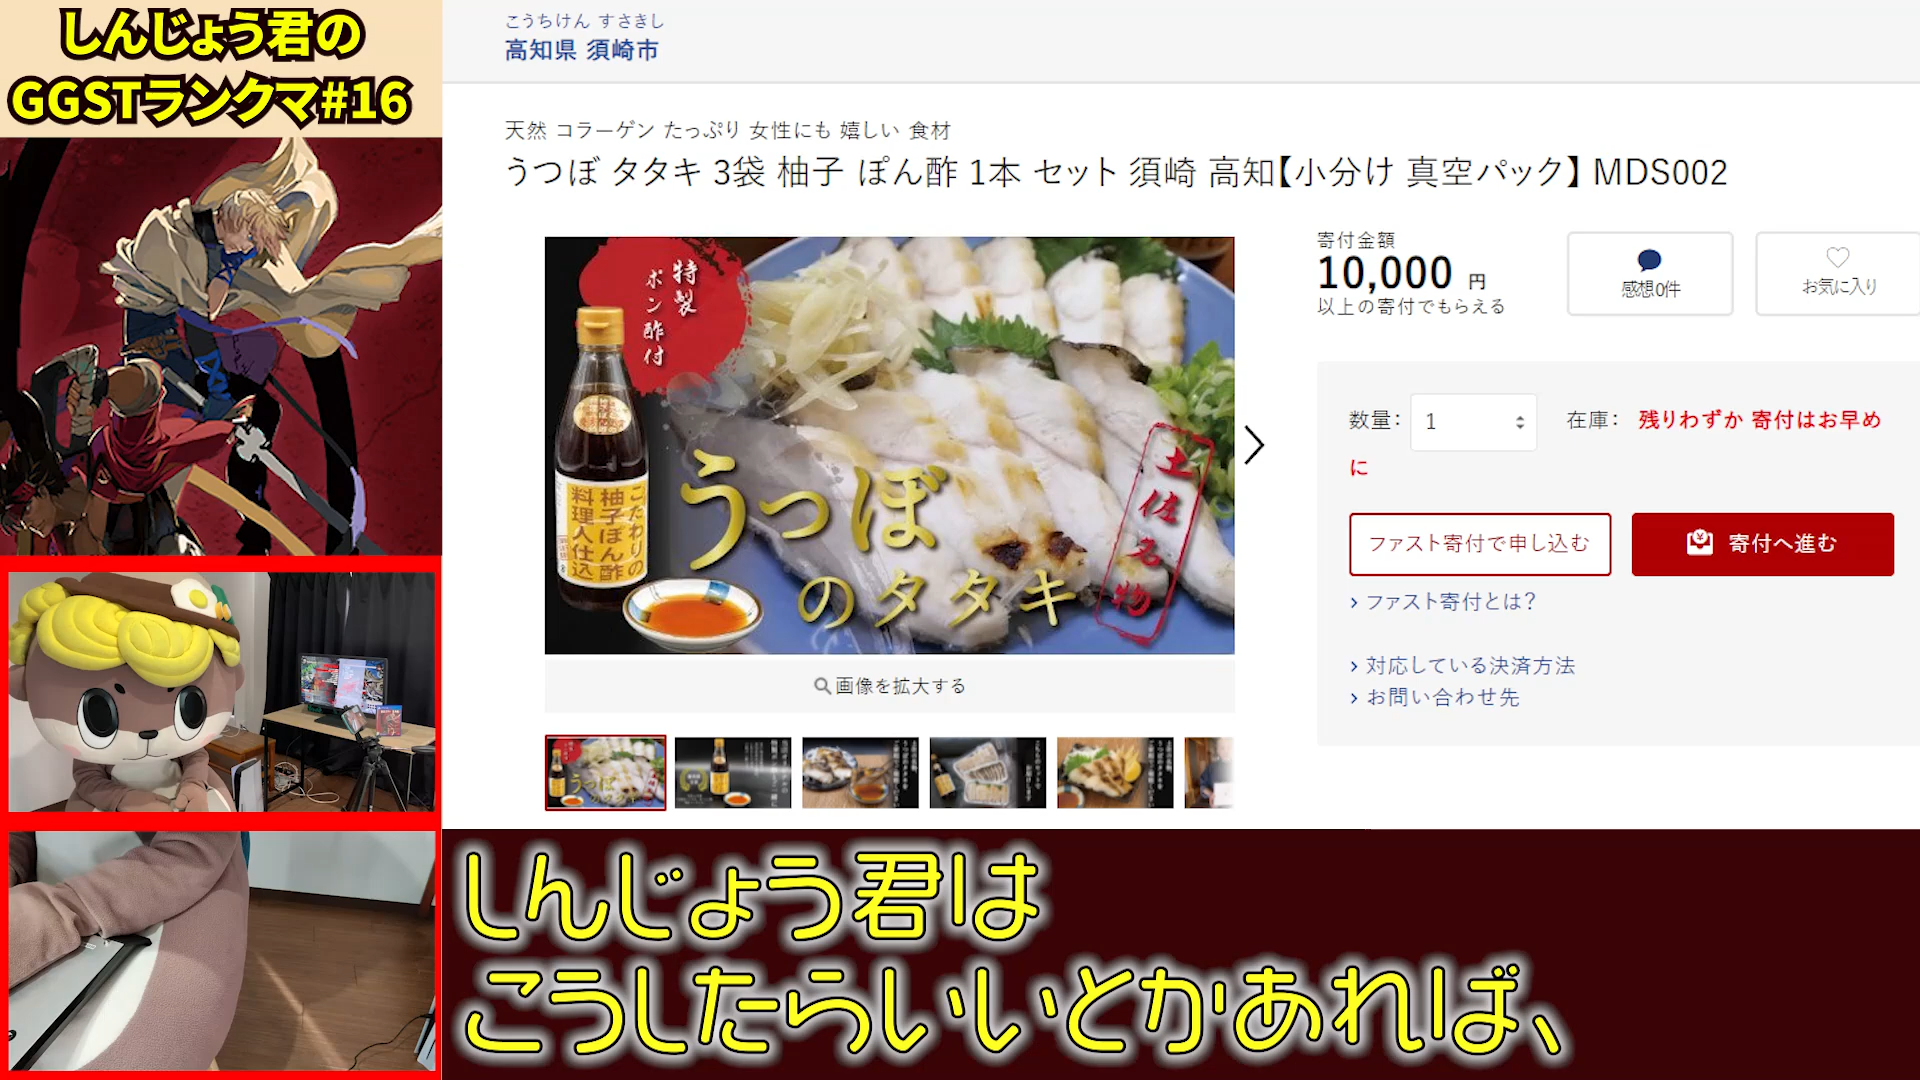 しんじょう君の
GGSTランクマ#16
こうちけん すさきし
高知県 須崎市
天然 コラーゲン たっぷり 女性にも 嬉しい 食材
うつぼ タタキ 3袋 柚子 ぽん酢 1本 セット 須崎 高知【小分け 真空パック】 MDS002
特製
ポン酢付
こだわりの
柚子ぽん酢
料理人仕込
うつぼ
のタタキ
土佐名物
画像を拡大する
寄付金額
10,000 円
以上の寄付でもらえる
感想0件
お気に入り
数量: 1
在庫: 残りわずか 寄付はお早め
に
ファスト寄付で申し込む
寄付へ進む
› ファスト寄付とは?
› 対応している決済方法
› お問い合わせ先
しんじょう君は
こうしたらいいとかあれば、